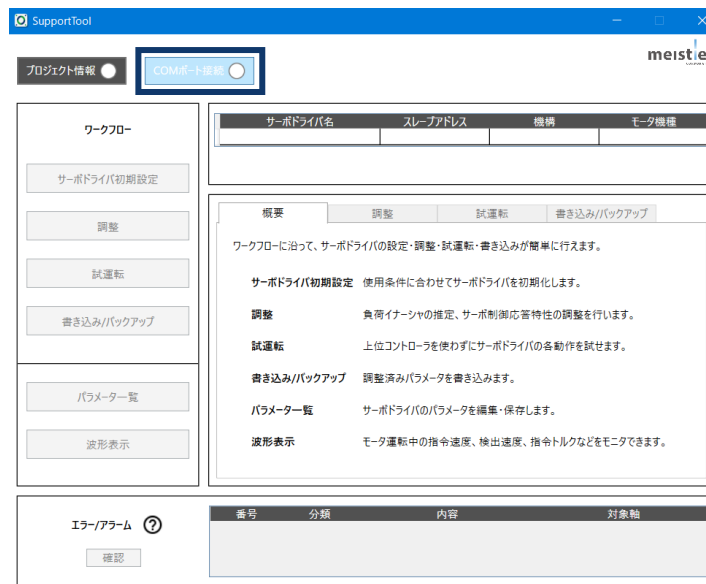 SupportTool
プロジェクト情報
COMポート接続
meistie
ワークフロー
サーボドライバ名 スレーブアドレス 機構 モータ機種
サーボドライバ初期設定
調整
試運転
書き込み/バックアップ
パラメータ一覧
波形表示
概要 調整 試運転 書き込み/バックアップ
ワークフローに沿って、サーボドライバの設定・調整・試運転・書き込みが簡単に行えます。
サーボドライバ初期設定 使用条件に合わせてサーボドライバを初期化します。
調整 負荷イナーシャの推定、サーボ制御応答特性の調整を行います。
試運転 上位コントローラを使わずにサーボドライバの各動作を試せます。
書き込み/バックアップ 調整済みパラメータを書き込みます。
パラメータ一覧 サーボドライバのパラメータを編集・保存します。
波形表示 モータ運転中の指令速度、検出速度、指令トルクなどをモニタできます。
エラー/アラーム ?
確認
番号 分類 内容 対象軸